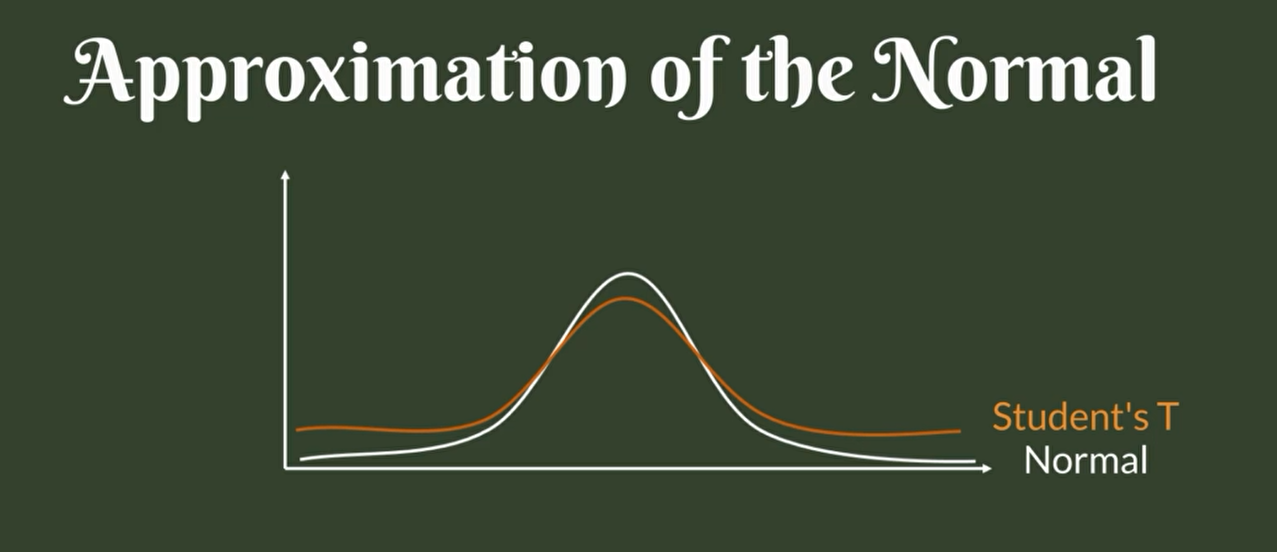 Approximation of the Normal
Student's T
Normal